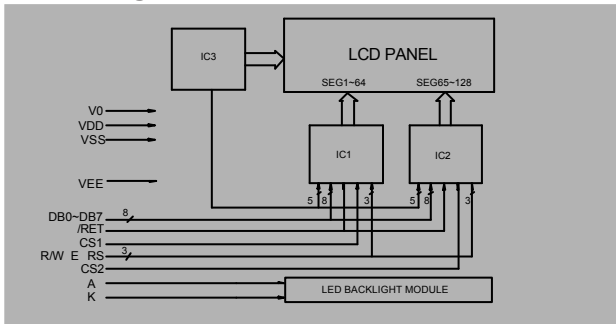 IC3
LCD PANEL
SEG1~64 SEG65~128
V0
VDD
VSS
IC1 IC2
VEE
5 8 3 5 8 3
DB0~DB7 8
/RET
CS1
R/W E RS 3
CS2
A
LED BACKLIGHT MODULE
K